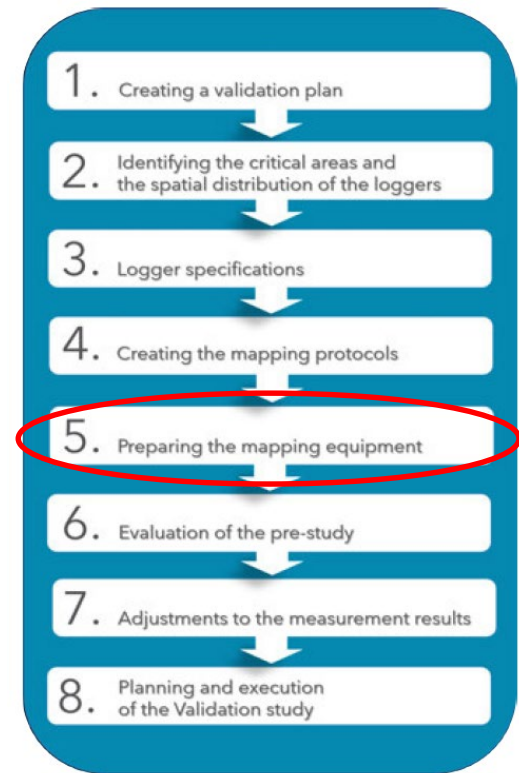 1. Creating a validation plan
2. Identifying the critical areas and
the spatial distribution of the loggers
3. Logger specifications
4. Creating the mapping protocols
5. Preparing the mapping equipment
6. Evaluation of the pre-study
7. Adjustments to the measurement results
8. Planning and execution
of the Validation study